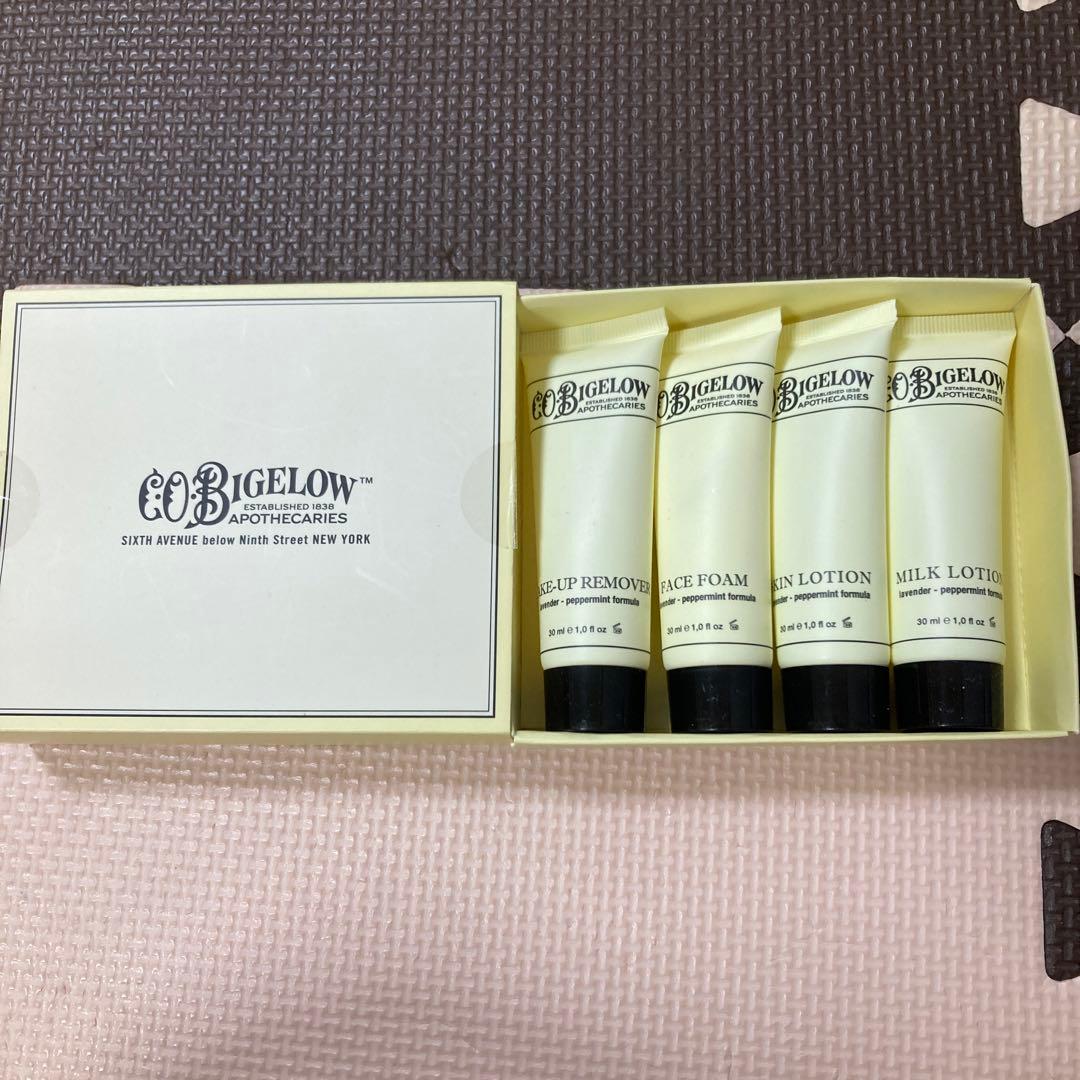 C.O.BIGELOW™
ESTABLISHED 1838
APOTHECARIES
SIXTH AVENUE below Ninth Street NEW YORK
C.O.BIGELOW
ESTABLISHED 1838
APOTHECARIES
KE-UP REMOVER
lavender - peppermint formula
30 ml e 1,0 fl oz
O.BIGELOW
ESTABLISHED 1838
APOTHECARIES
FACE FOAM
vender - peppermint formula
30 ml e 1,0 fl oz
O.BIGELOW
ESTABLISHED 1838
APOTHECARIES
KIN LOTION
vender - peppermint formula
30 ml e 1,0 fl oz
C.O.BIGELOW
ESTABLISHED 1838
APOTHECARIES
MILK LOTION
lavender - peppermint formula
30 ml e 1,0 fl oz